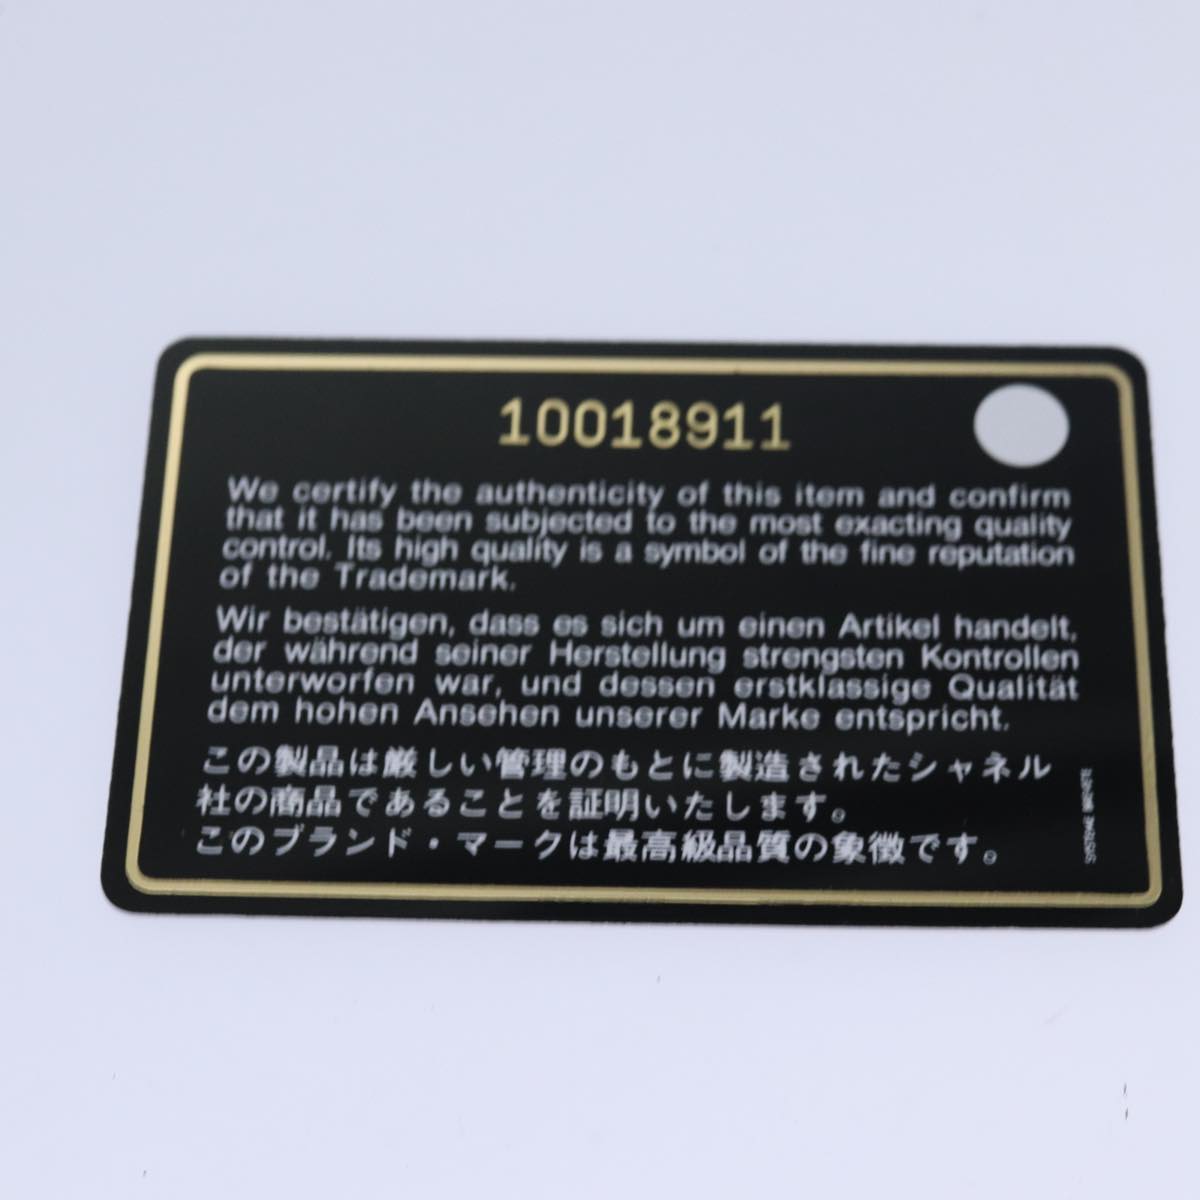 10018911
We certify the authenticity of this item and confirm
that it has been subjected to the most exacting quality
control. Its high quality is a symbol of the fine reputation
of the Trademark.
Wir bestätigen, dass es sich um einen Artikel handelt,
der während seiner Herstellung strengsten Kontrollen
unterworfen war, und dessen erstklassige Qualität
dem hohen Ansehen unserer Marke entspricht.
この製品は厳しい管理のもとに製造されたシャネル
社の商品であることを証明いたします。
このブランド・マークは最高級品質の象徴です。
SYSTEME BREVETE